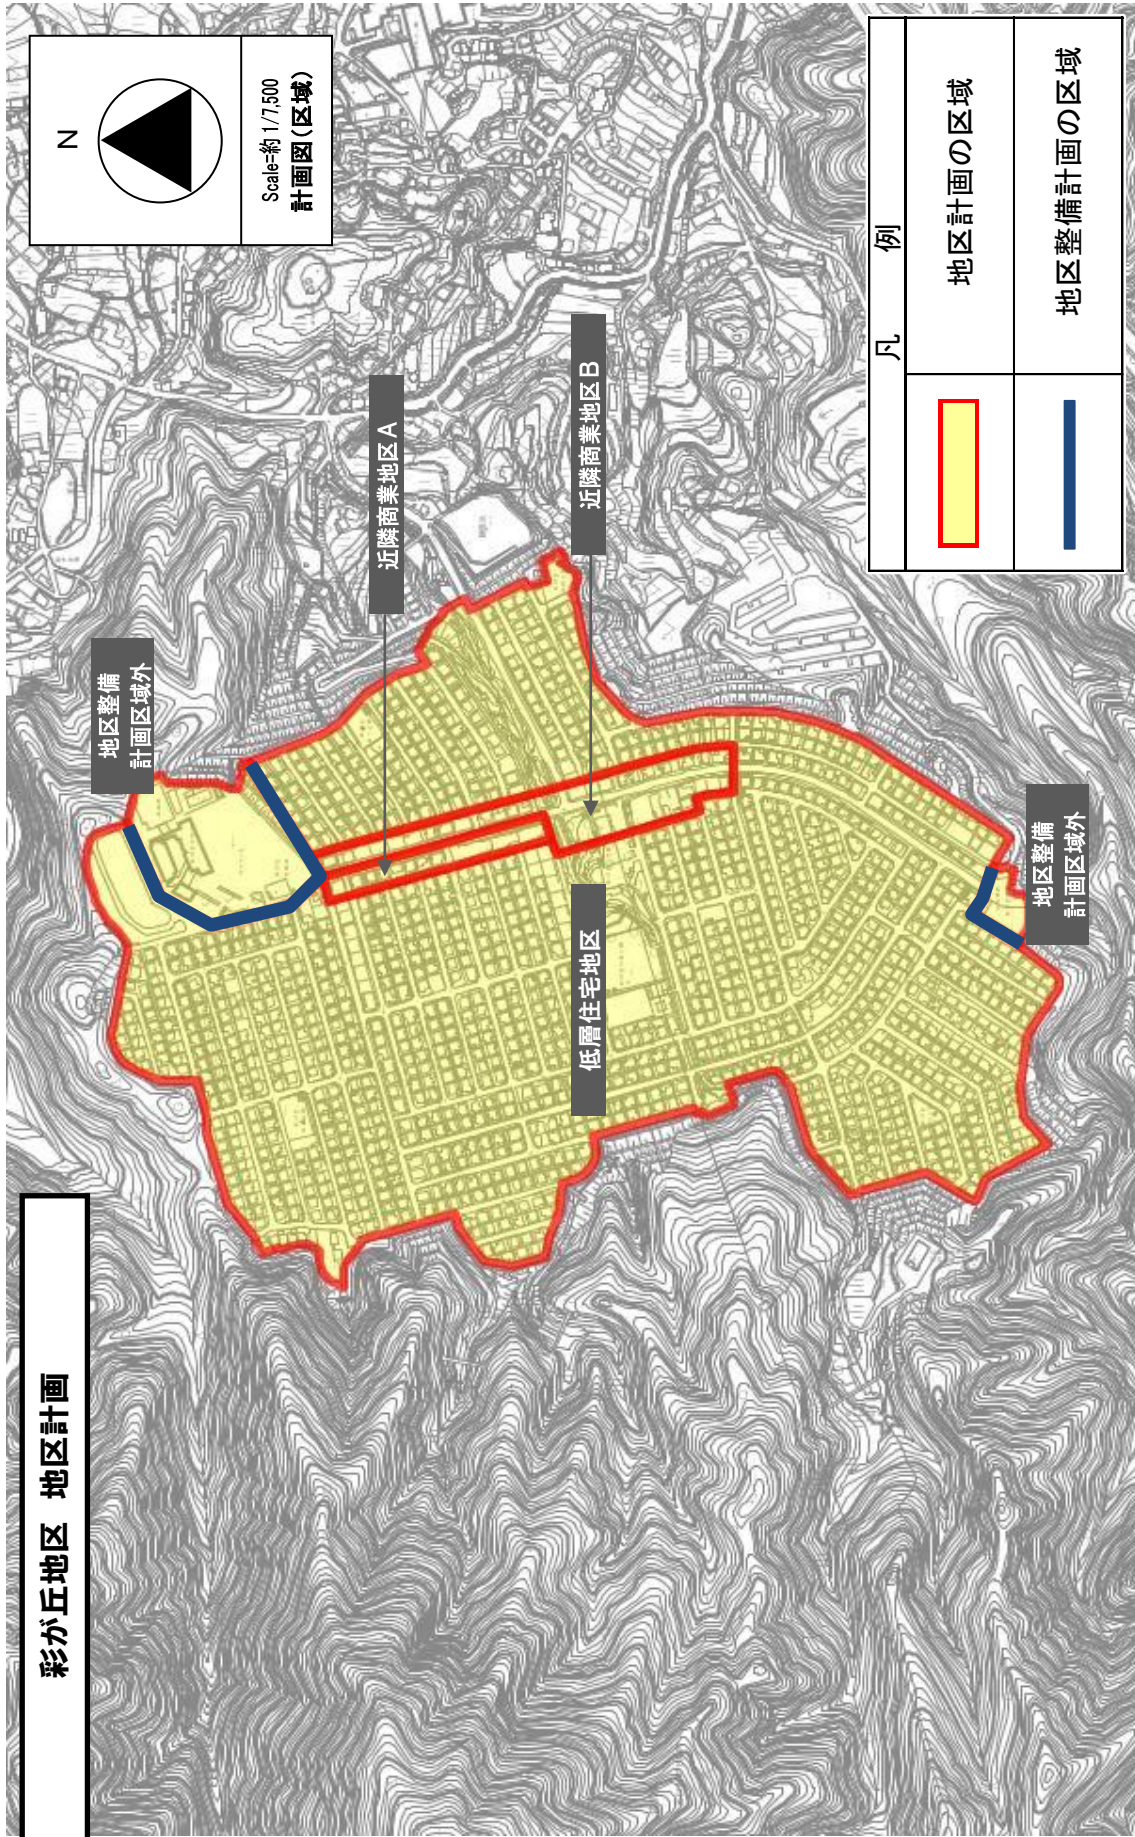 彩が丘地区 地区計画
N
Scale=約 1/7,500
計画図(区域)
地区整備
計画区域外
近隣商業地区A
近隣商業地区B
低層住宅地区
地区整備
計画区域外
凡 例
地区計画の区域
地区整備計画の区域